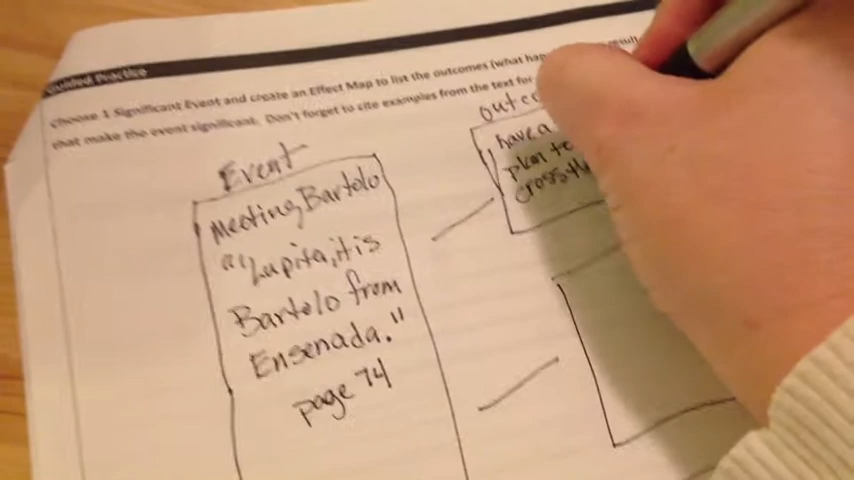 Guided Practice
Choose 1 Significant Event and create an Effect Map to list the outcomes (what
that make the event significant. Don't forget to cite examples from the text for
Event
Meeting Bartolo
"Lupita, it is
Bartolo from
Ensenada."
page 74
have a
plan to
cross